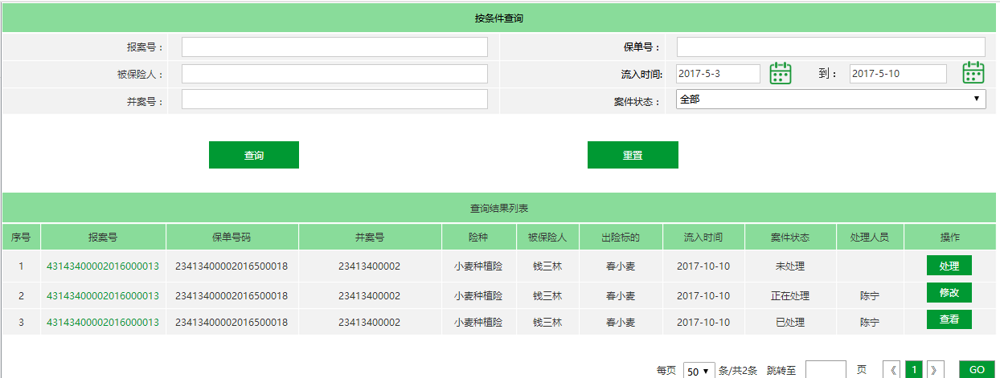 按条件查询
报案号： 保单号：
被保险人： 流入时间: 2017-5-3 到： 2017-5-10
并案号： 案件状态： 全部
查询 重置
查询结果列表
序号 报案号 保单号码 并案号 险种 被保险人 出险标的 流入时间 案件状态 处理人员 操作
1 43143400002016000013 23413400002016500018 23413400002 小麦种植险 钱三林 春小麦 2017-10-10 未处理 处理
2 43143400002016000013 23413400002016500018 23413400002 小麦种植险 钱三林 春小麦 2017-10-10 正在处理 陈宁 修改
3 43143400002016000013 23413400002016500018 23413400002 小麦种植险 钱三林 春小麦 2017-10-10 已处理 陈宁 查看
每页 50 条/共2条 跳转至 页 《 1 》 GO